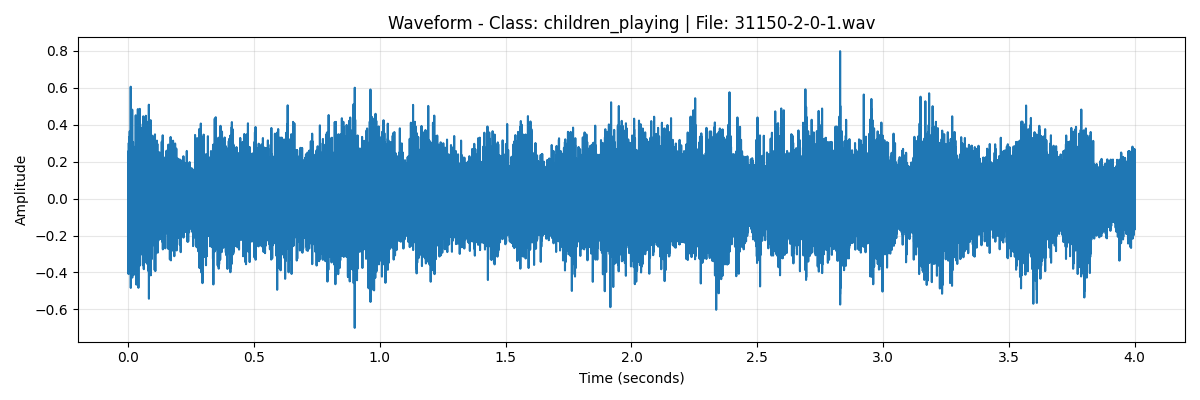 Waveform - Class: children_playing | File: 31150-2-0-1.wav
Amplitude
0.8
0.6
0.4
0.2
0.0
−0.2
−0.4
−0.6
0.0 0.5 1.0 1.5 2.0 2.5 3.0 3.5 4.0
Time (seconds)